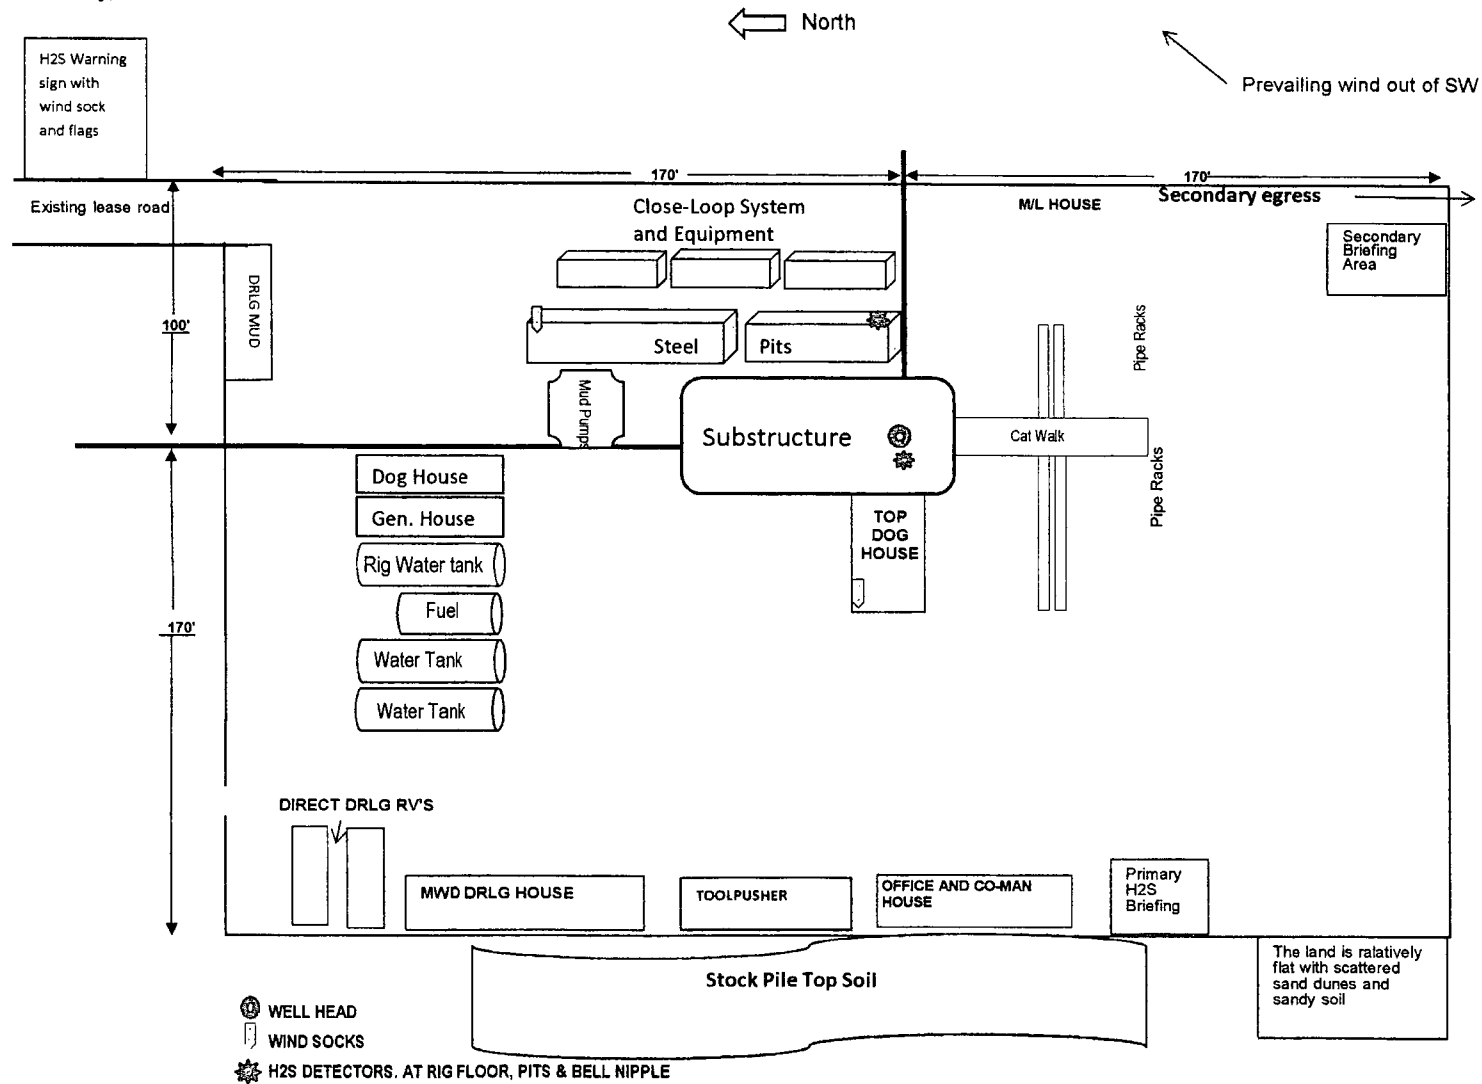 North
H2S Warning
sign with
wind sock
and flags
Prevailing wind out of SW
170'
170'
Existing lease road
Close-Loop System
and Equipment
M/L HOUSE
Secondary egress
Secondary
Briefing
Area
DRLG MUD
100'
Steel
Pits
Pipe Racks
Mud Pumps
Substructure
Cat Walk
Pipe Racks
Dog House
Gen. House
Rig Water tank
Fuel
Water Tank
Water Tank
TOP
DOG
HOUSE
170'
DIRECT DRLG RV'S
MWD DRLG HOUSE
TOOLPUSHER
OFFICE AND CO-MAN
HOUSE
Primary
H2S
Briefing
Stock Pile Top Soil
The land is ralatively
flat with scattered
sand dunes and
sandy soil
WELL HEAD
WIND SOCKS
H2S DETECTORS. AT RIG FLOOR, PITS & BELL NIPPLE